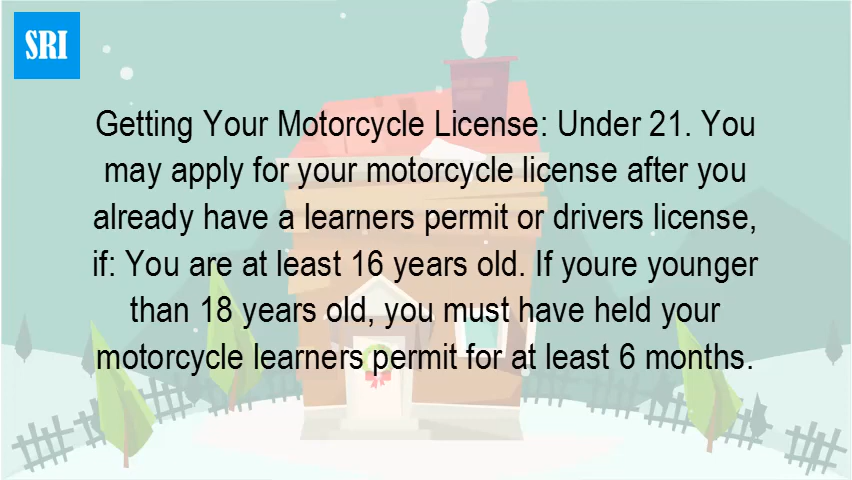 SRI
Getting Your Motorcycle License: Under 21. You
may apply for your motorcycle license after you
already have a learners permit or drivers license,
if: You are at least 16 years old. If youre younger
than 18 years old, you must have held your
motorcycle learners permit for at least 6 months.